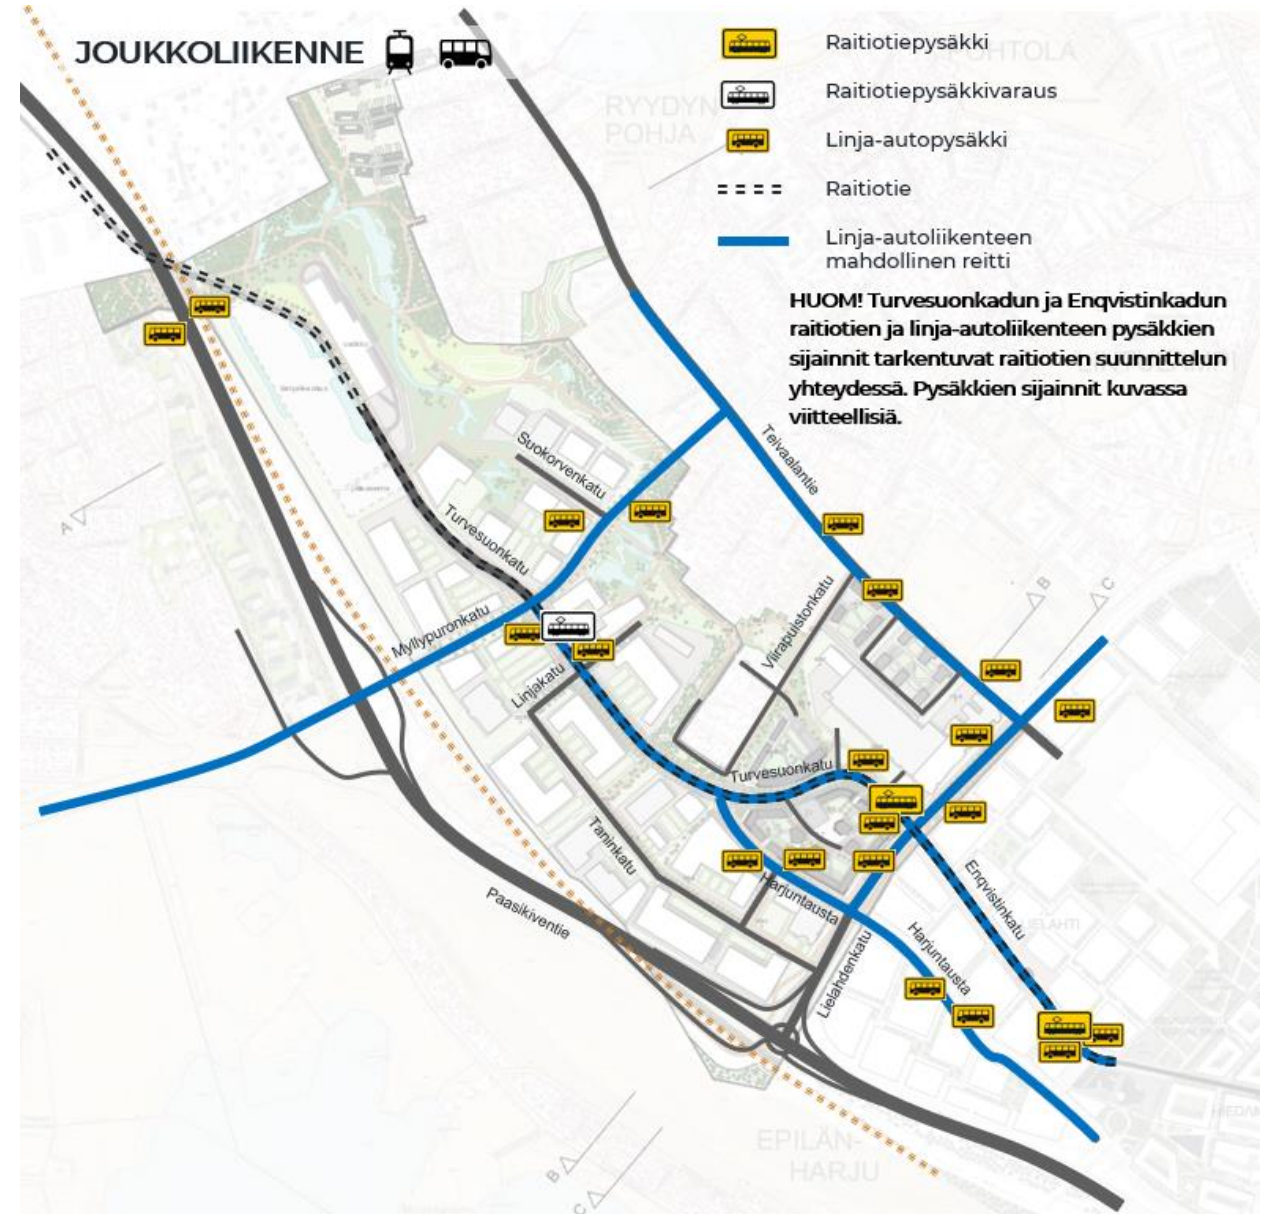 JOUKKOLIIKENNE
Raitiotiepysäkki
Raitiotiepysäkkivaraus
Linja-autopysäkki
Raitiotie
Linja-autoliikenteen
mahdollinen reitti
HUOM! Turvesuonkadun ja Enqvistinkadun
raitiotien ja linja-autoliikenteen pysäkkien
sijainnit tarkentuvat raitiotien suunnittelun
yhteydessä. Pysäkkien sijainnit kuvassa
viitteellisiä.
RYYDYN
POHJA
POHTOLA
Teivaalantie
Suokorvenkatu
A
Turvesuonkatu
B
C
Myllypuronkatu
Viirapuistonkatu
Linjakatu
Turvesuonkatu
Taninkatu
Enqvistinkatu
Harjuntausta
Paasikiventie
LIELAHTI
Harjuntausta
Lielahdenkatu
EPILÄN-
HARJU
B
C